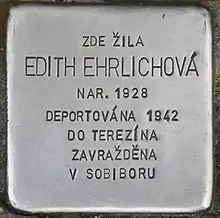 ZDE ŽILA
EDITH EHRLICHOVÁ
NAR. 1928
DEPORTOVÁNA 1942
DO TEREZÍNA
ZAVRAŽDĚNA
V SOBIBORU